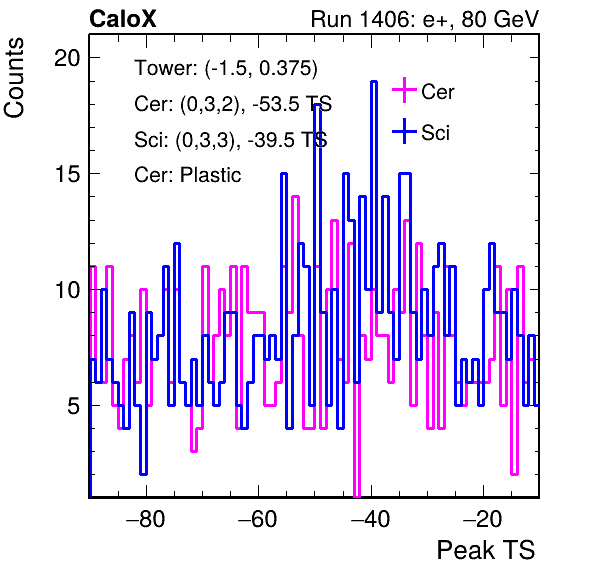 CaloX Run 1406: e+, 80 GeV
Counts
Tower: (-1.5, 0.375)
Cer: (0,3,2), -53.5 TS
Sci: (0,3,3), -39.5 TS
Cer: Plastic
Cer
Sci
20
15
10
5
−80 −60 −40 −20
Peak TS